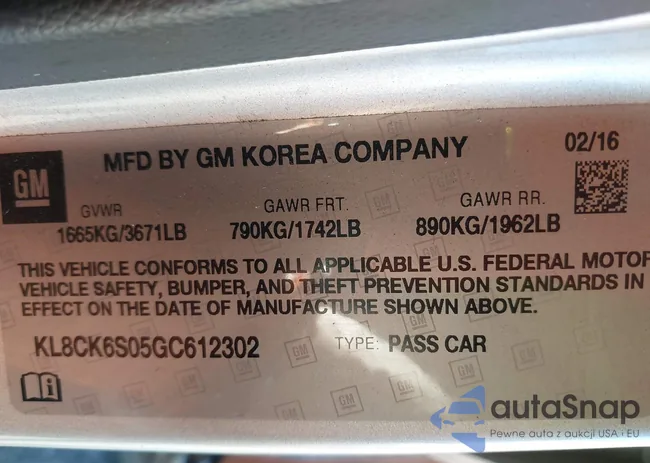 MFD BY GM KOREA COMPANY
02/16
GM
GVWR
GAWR FRT.
GAWR RR.
1665KG/3671LB
790KG/1742LB
890KG/1962LB
THIS VEHICLE CONFORMS TO ALL APPLICABLE U.S. FEDERAL MOTOR
VEHICLE SAFETY, BUMPER, AND THEFT PREVENTION STANDARDS IN
EFFECT ON THE DATE OF MANUFACTURE SHOWN ABOVE.
KL8CK6S05GC612302
TYPE: PASS CAR
autaSnap
Pewne auta z aukcji USA i EU